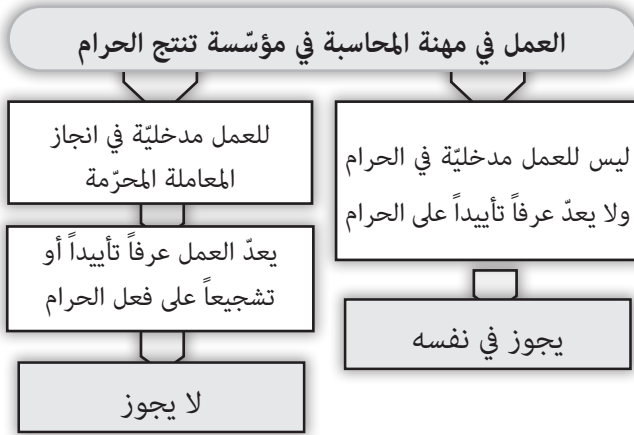 العمل في مهنة المحاسبة في مؤسّسة تنتج الحرام
ليس للعمل مدخليّة في الحرام
ولا يعدّ عرفاً تأييداً على الحرام
يجوز في نفسه
للعمل مدخليّة في انجاز
المعاملة المحرّمة
يعدّ العمل عرفاً تأييداً أو
تشجيعاً على فعل الحرام
لا يجوز